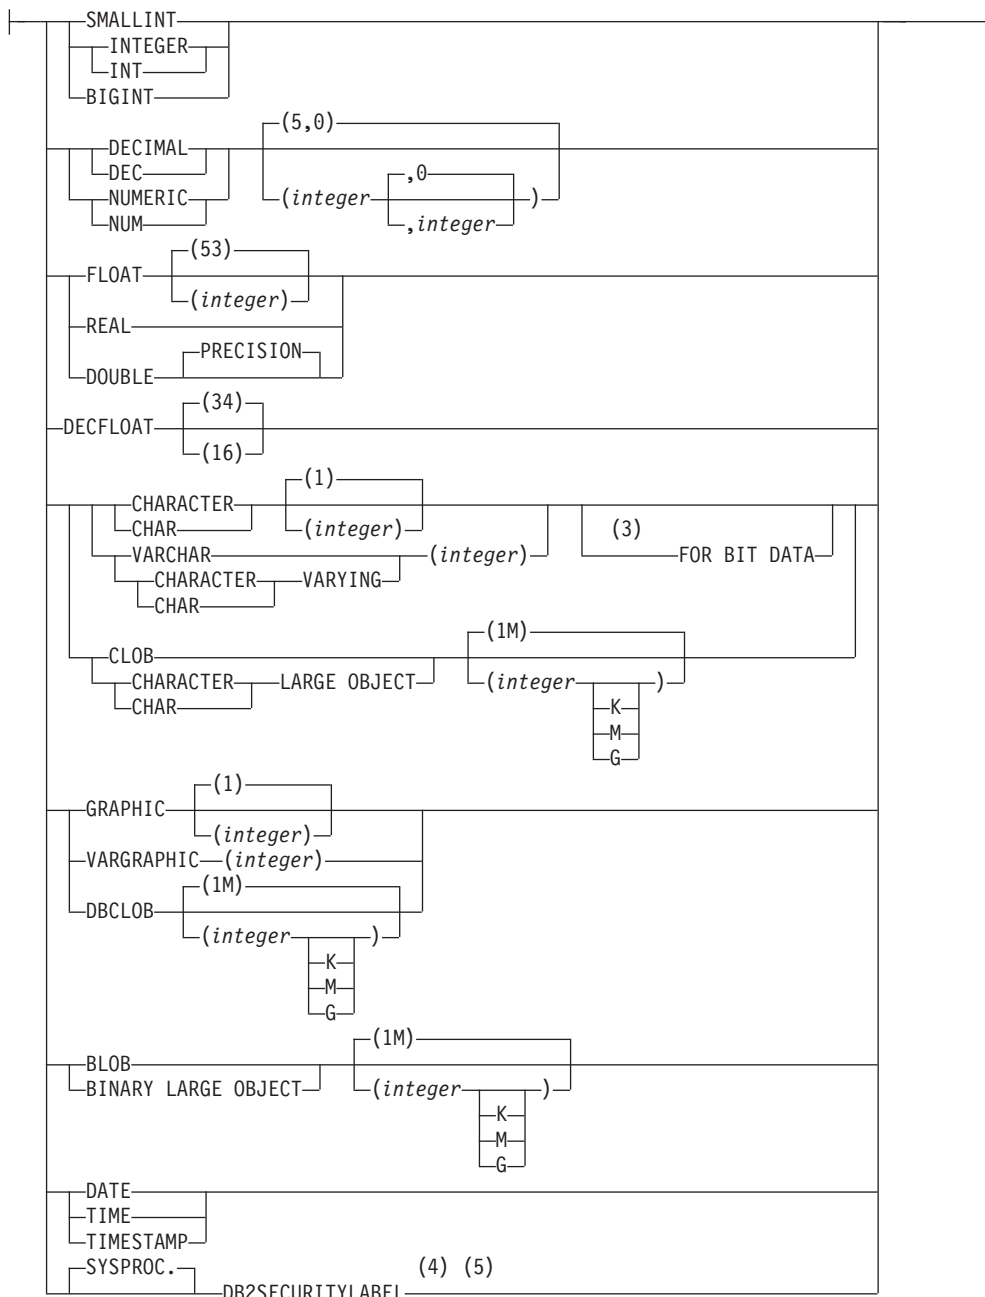 SMALLINT
INTEGER
INT
BIGINT
(5,0)
DECIMAL
DEC ,0
NUMERIC (integer )
NUM ,integer
(53)
FLOAT
(integer)
REAL
PRECISION
DOUBLE
(34)
DECFLOAT
(16)
(1)
CHARACTER
CHAR (integer) (3)
VARCHAR (integer) FOR BIT DATA
CHARACTER VARYING
CHAR
(1M)
CLOB
CHARACTER LARGE OBJECT (integer )
CHAR K
M
G
(1)
GRAPHIC
(integer)
VARGRAPHIC (integer)
(1M)
DBCLOB
(integer )
K
M
G
(1M)
BLOB
BINARY LARGE OBJECT (integer )
K
M
G
DATE
TIME
TIMESTAMP
SYSPROC. (4) (5)
DB2SECURITYLABEL